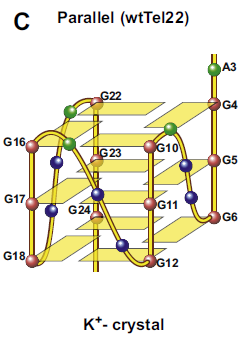 C Parallel (wtTel22)
A3
G22
G4
G16
G10
G23
G5
G17
G24
G11
G6
G18
G12
K⁺- crystal